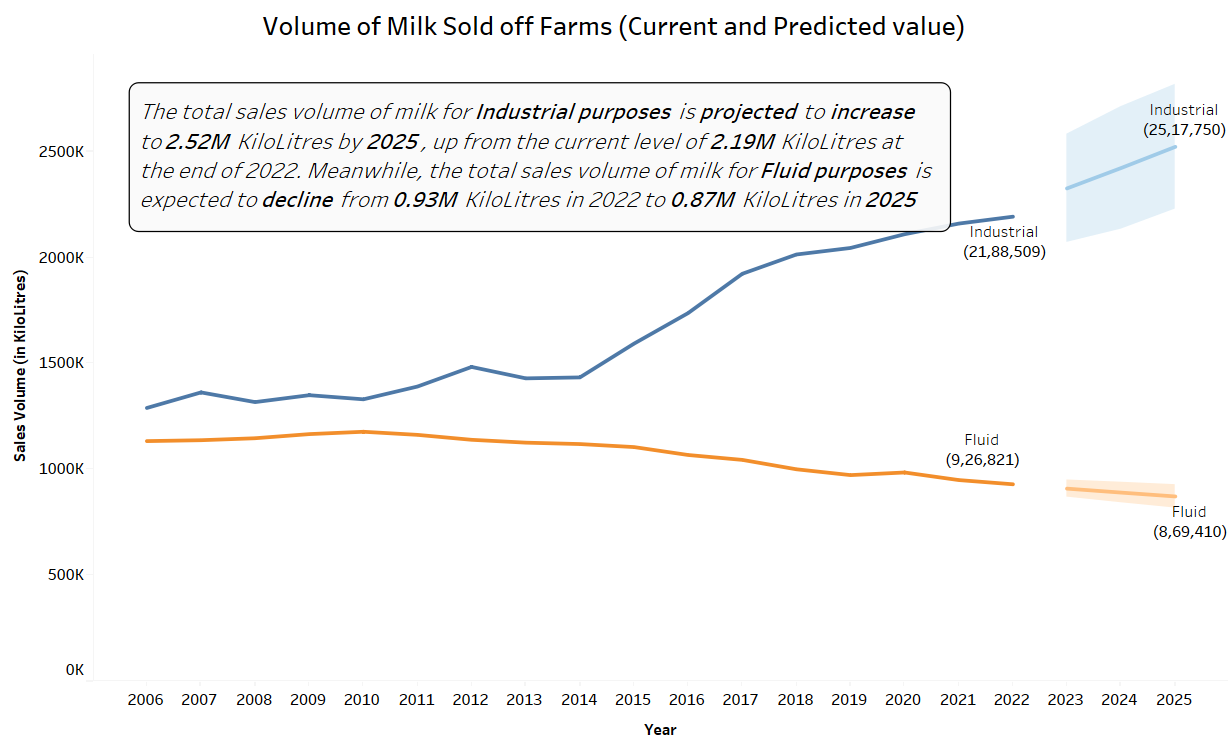 Volume of Milk Sold off Farms (Current and Predicted value)
The total sales volume of milk for Industrial purposes is projected to increase
to 2.52M KiloLitres by 2025, up from the current level of 2.19M KiloLitres at
the end of 2022. Meanwhile, the total sales volume of milk for Fluid purposes is
expected to decline from 0.93M KiloLitres in 2022 to 0.87M KiloLitres in 2025
Industrial
(25,17,750)
Industrial
(21,88,509)
Fluid
(9,26,821)
Fluid
(8,69,410)
Sales Volume (in KiloLitres)
2500K
2000K
1500K
1000K
500K
0K
2006 2007 2008 2009 2010 2011 2012 2013 2014 2015 2016 2017 2018 2019 2020 2021 2022 2023 2024 2025
Year